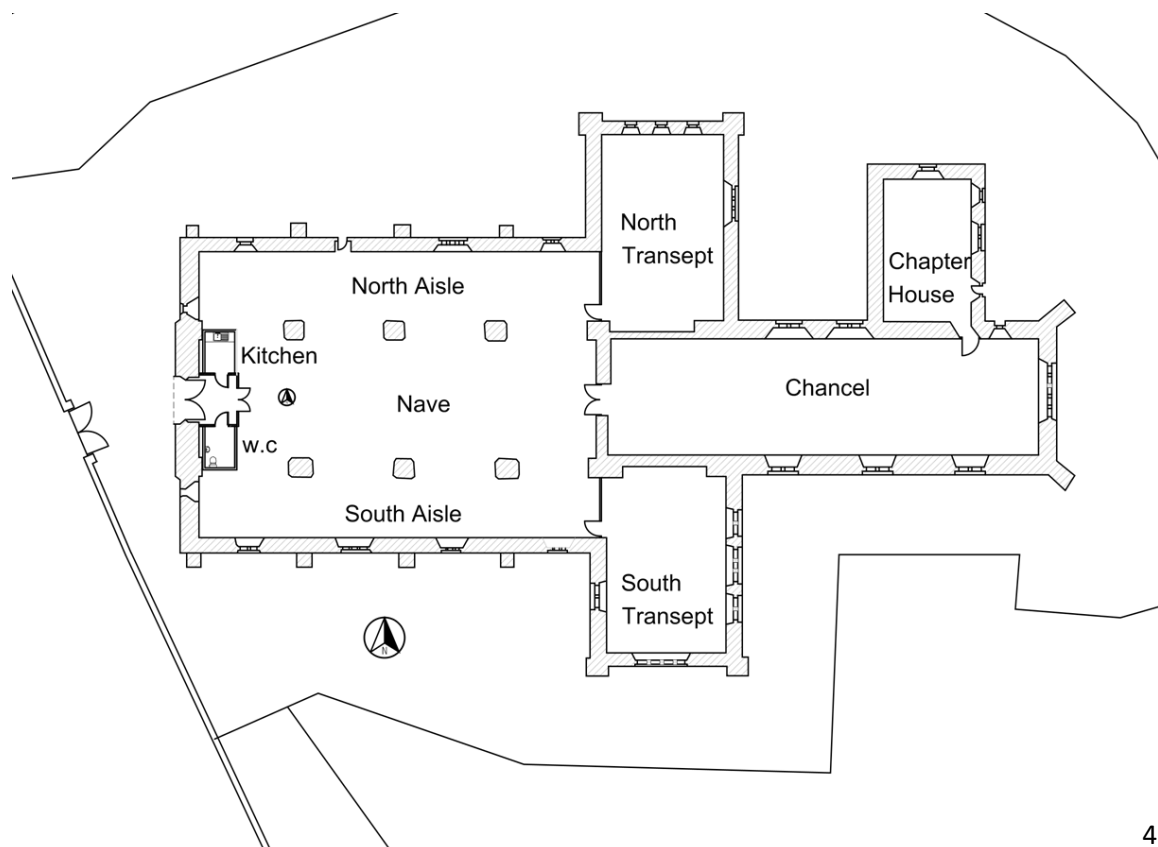 North
Transept
Chapter
House
North Aisle
Kitchen
Chancel
Nave
w.c
South Aisle
South
Transept
N
4